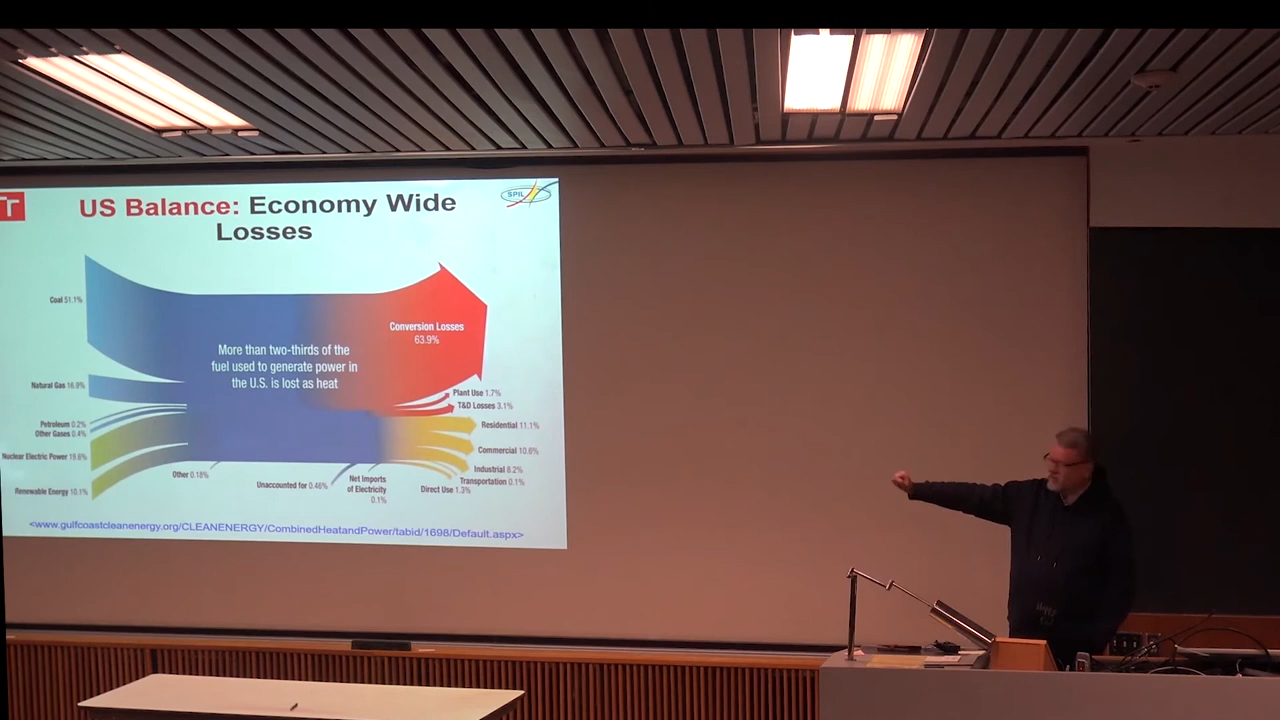 SPIL
US Balance: Economy Wide
Losses
Coal 51.1%
Conversion Losses
63.9%
More than two-thirds of the
fuel used to generate power in
the U.S. is lost as heat
Natural Gas 16.9%
Plant Use 1.7%
T&D Losses 3.1%
Petroleum 0.2%
Other Gases 0.4%
Residential 11.1%
Nuclear Electric Power 19.6%
Commercial 10.6%
Industrial 8.2%
Transportation 0.1%
Renewable Energy 10.1%
Other 0.18%
Unaccounted for 0.46%
Net Imports
of Electricity
0.1%
Direct Use 1.3%
<www.gulfcoastcleanenergy.org/CLEANENERGY/CombinedHeatandPower/tabid/1698/Default.aspx>